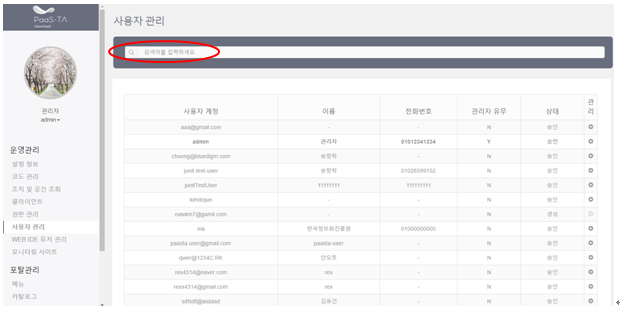 PaaS-TA
사용자 관리
검색어를 입력하세요.
관리자
admin
운영관리
설정 정보
코드 관리
조직 및 공간 조회
클라이언트
권한 관리
사용자 관리
WEB IDE 유저 관리
모니터링 사이트
포탈관리
메뉴
카탈로그
사용자 계정 이름 전화번호 관리자 유무 상태 관리
aaa@gmail.com - - N 승인
admin 관리자 01012341234 Y 승인
cheong@bluedigm.com - N 승인
junit-test-user 01026599152 N 승인
junitTestUser 11111111 111111111 N 승인
kimdojun - - N 승인
nawkm7@gamil.com - - N 생성
nia 한국정보화진흥원 01000000000 N 승인
paasta.user@gmail.com paasta-user - N 승인
qwer@1234C.RK 안오프 - N 승인
rex4314@naver.com rex - N 승인
rexx4314@gmail.com rex - N 승인
sdfsdf@asdasd 김유건 - N 승인